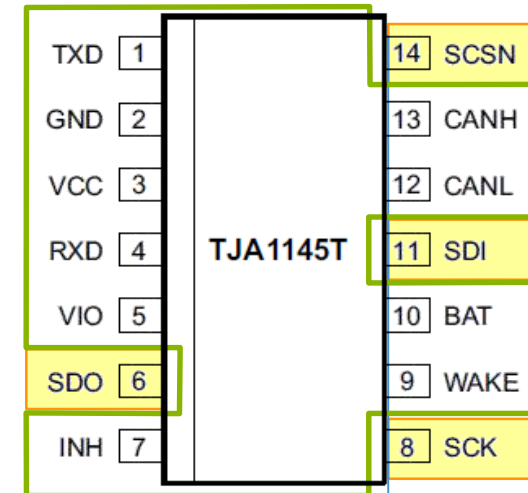 TXD 1
14 SCSN
GND 2
13 CANH
VCC 3
12 CANL
RXD 4
TJA1145T
11 SDI
VIO 5
10 BAT
SDO 6
9 WAKE
INH 7
8 SCK